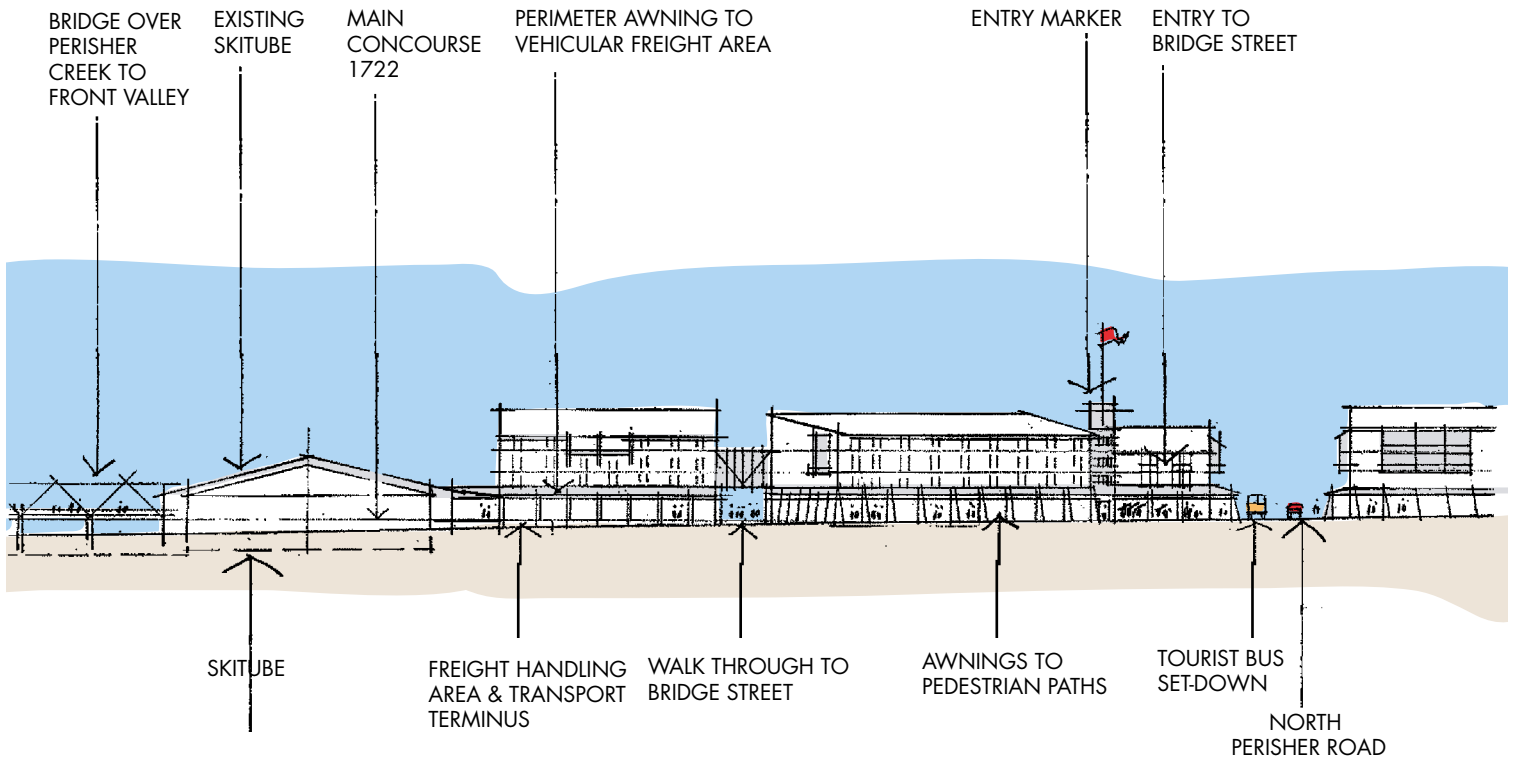 BRIDGE OVER
PERISHER
CREEK TO
FRONT VALLEY
EXISTING
SKITUBE
MAIN
CONCOURSE
1722
PERIMETER AWNING TO
VEHICULAR FREIGHT AREA
ENTRY MARKER
ENTRY TO
BRIDGE STREET
SKITUBE
FREIGHT HANDLING
AREA & TRANSPORT
TERMINUS
WALK THROUGH TO
BRIDGE STREET
AWNINGS TO
PEDESTRIAN PATHS
TOURIST BUS
SET-DOWN
NORTH
PERISHER ROAD